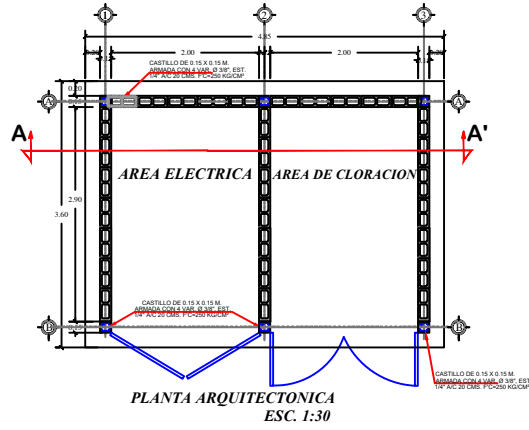 1
2
3
4.85
0.20
2.00
2.00
0.20
CASTILLO DE 0.15 X 0.15 M.
ARMADA CON 4 VAR. Ø 3/8", EST.
1/4" A/C 20 CMS. F'C=250 KG/CM²
0.20
A
A
A
A'
AREA ELECTRICA
AREA DE CLORACION
2.90
3.60
CASTILLO DE 0.15 X 0.15 M.
ARMADA CON 4 VAR. Ø 3/8", EST.
1/4" A/C 20 CMS. F'C=250 KG/CM²
B
B
CASTILLO DE 0.15 X 0.15 M.
ARMADA CON 4 VAR. Ø 3/8", EST.
1/4" A/C 20 CMS. F'C=250 KG/CM²
PLANTA ARQUITECTONICA
ESC. 1:30